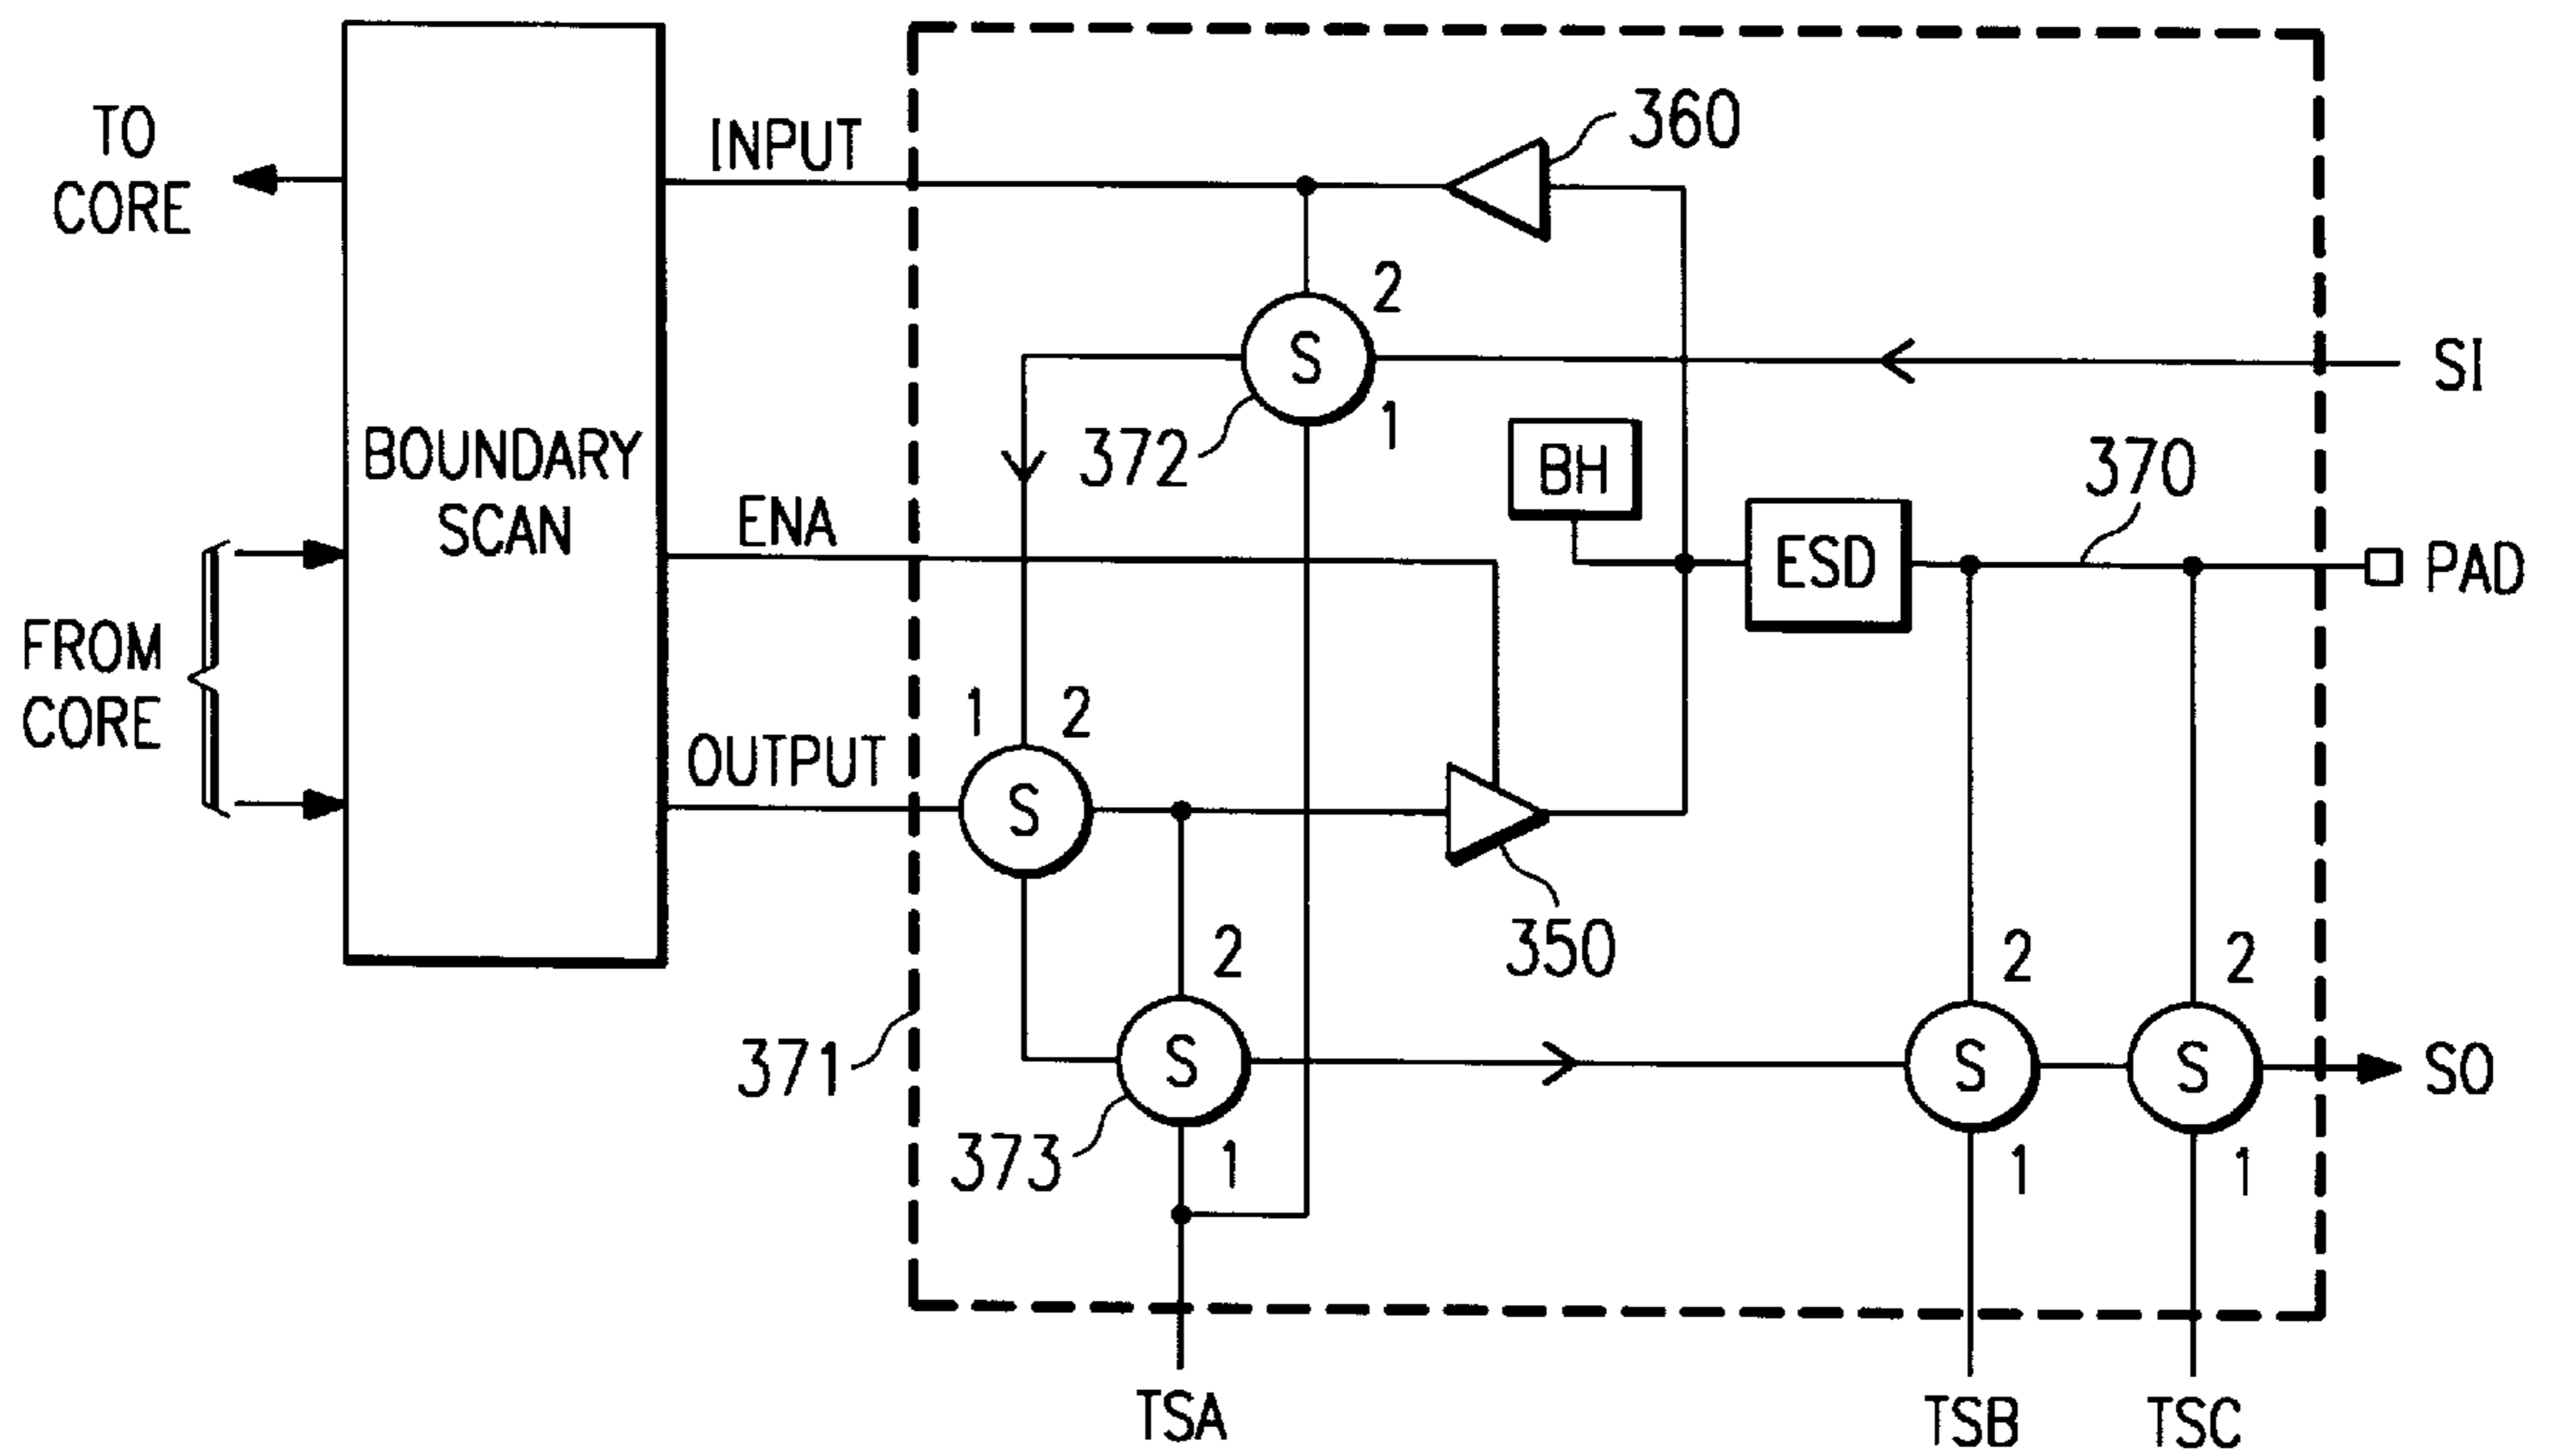 TO
CORE
INPUT
360
2
S
SI
1
372
BOUNDARY
SCAN
BH
370
ENA
ESD
PAD
FROM
CORE
1
2
OUTPUT
S
350
2
2
2
371
S
S
S
SO
373
1
1
1
TSA
TSB
TSC